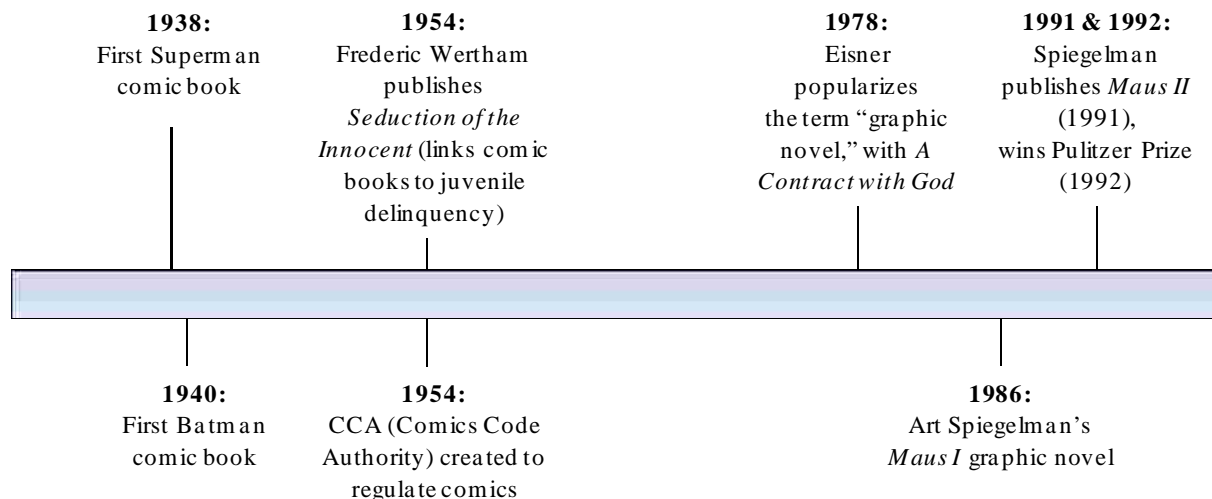 1938:
First Superman
comic book
1954:
Frederic Wertham
publishes
Seduction of the
Innocent (links comic
books to juvenile
delinquency)
1978:
Eisner
popularizes
the term “graphic
novel,” with A
Contract with God
1991 & 1992:
Spiegelman
publishes Maus II
(1991),
wins Pulitzer Prize
(1992)
1940:
First Batman
comic book
1954:
CCA (Comics Code
Authority) created to
regulate comics
1986:
Art Spiegelman’s
Maus I graphic novel